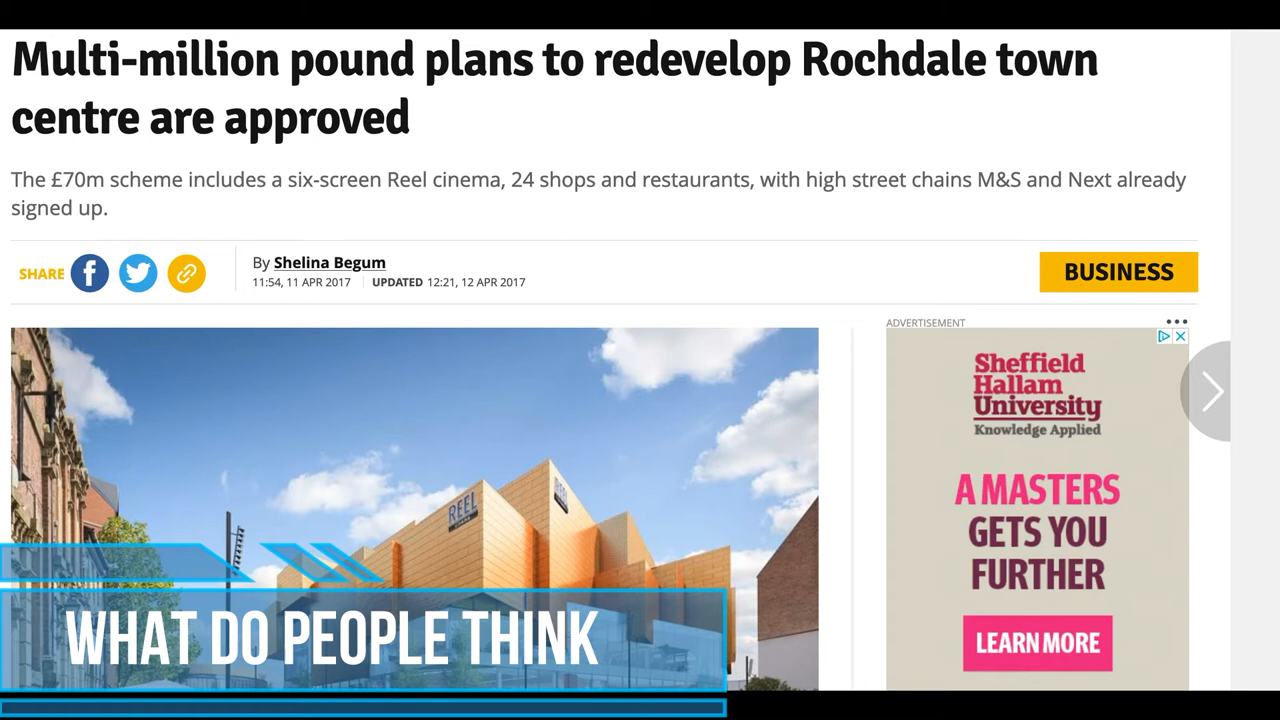 Multi-million pound plans to redevelop Rochdale town
centre are approved
The £70m scheme includes a six-screen Reel cinema, 24 shops and restaurants, with high street chains M&S and Next already
signed up.
SHARE
By Shelina Begum
11:54, 11 APR 2017 UPDATED 12:21, 12 APR 2017
BUSINESS
ADVERTISEMENT
Sheffield
Hallam
University
Knowledge Applied
A MASTERS
GETS YOU
FURTHER
LEARN MORE
REEL
REEL
WHAT DO PEOPLE THINK